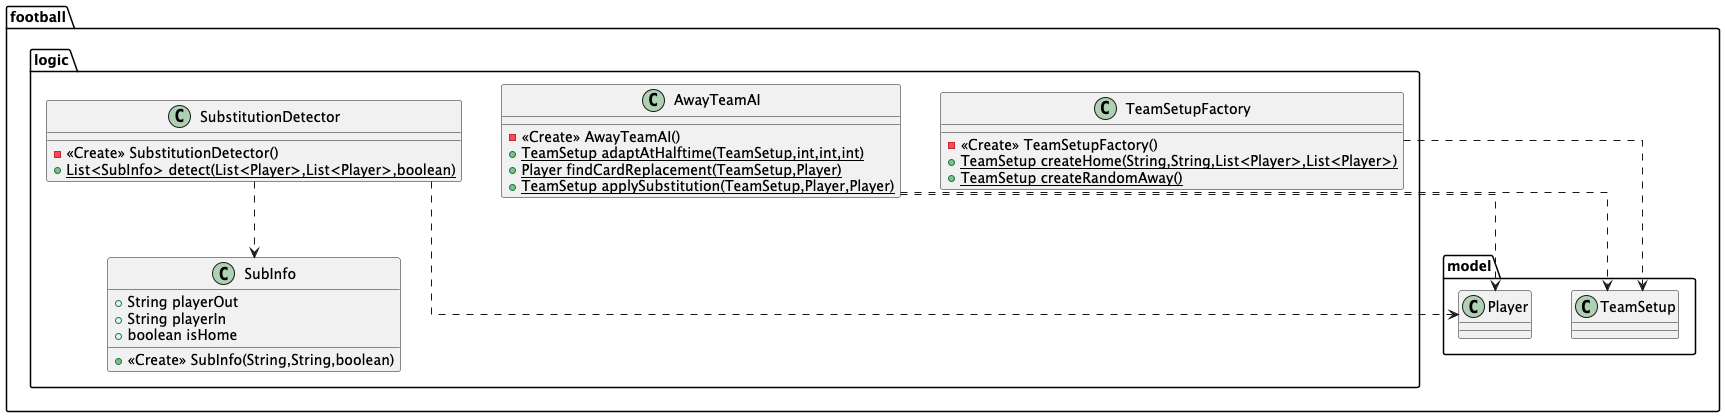 football
logic
SubstitutionDetector
«Create» SubstitutionDetector()
List<SubInfo> detect(List<Player>,List<Player>,boolean)
AwayTeamAI
«Create» AwayTeamAI()
TeamSetup adaptAtHalftime(TeamSetup,int,int,int)
Player findCardReplacement(TeamSetup,Player)
TeamSetup applySubstitution(TeamSetup,Player,Player)
TeamSetupFactory
«Create» TeamSetupFactory()
TeamSetup createHome(String,String,List<Player>,List<Player>)
TeamSetup createRandomAway()
SubInfo
String playerOut
String playerIn
boolean isHome
«Create» SubInfo(String,String,boolean)
model
Player
TeamSetup